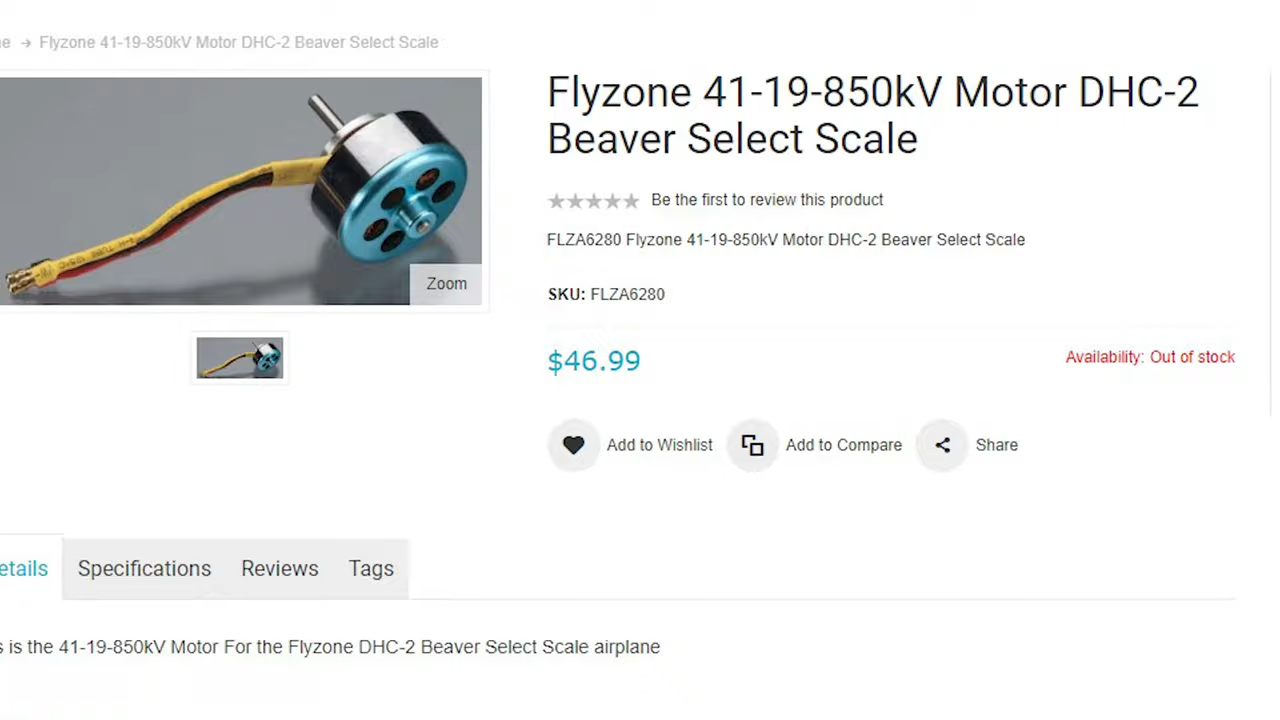 → Flyzone 41-19-850kV Motor DHC-2 Beaver Select Scale
Flyzone 41-19-850kV Motor DHC-2
Beaver Select Scale
Be the first to review this product
FLZA6280 Flyzone 41-19-850kV Motor DHC-2 Beaver Select Scale
Zoom
SKU: FLZA6280
$46.99
Availability: Out of stock
Add to Wishlist
Add to Compare
Share
etails
Specifications
Reviews
Tags
s is the 41-19-850kV Motor For the Flyzone DHC-2 Beaver Select Scale airplane